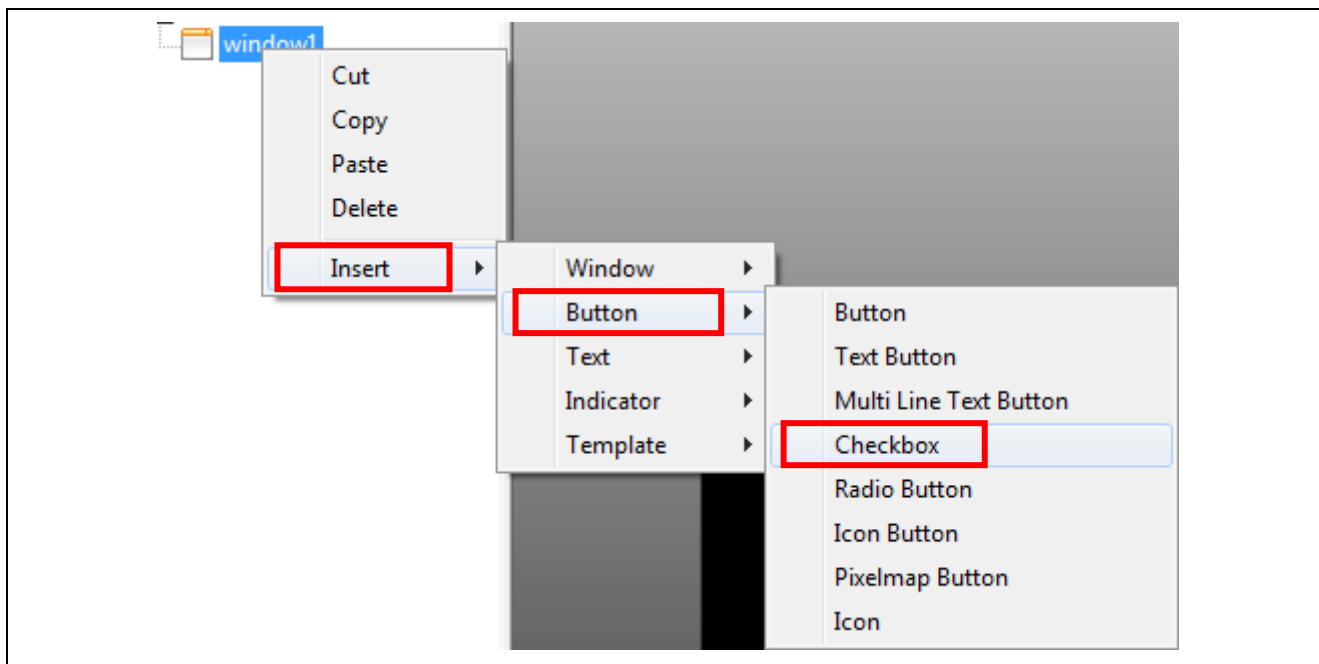 window1
Cut
Copy
Paste
Delete
Insert
Window
Button
Text
Indicator
Template
Button
Text Button
Multi Line Text Button
Checkbox
Radio Button
Icon Button
Pixelmap Button
Icon